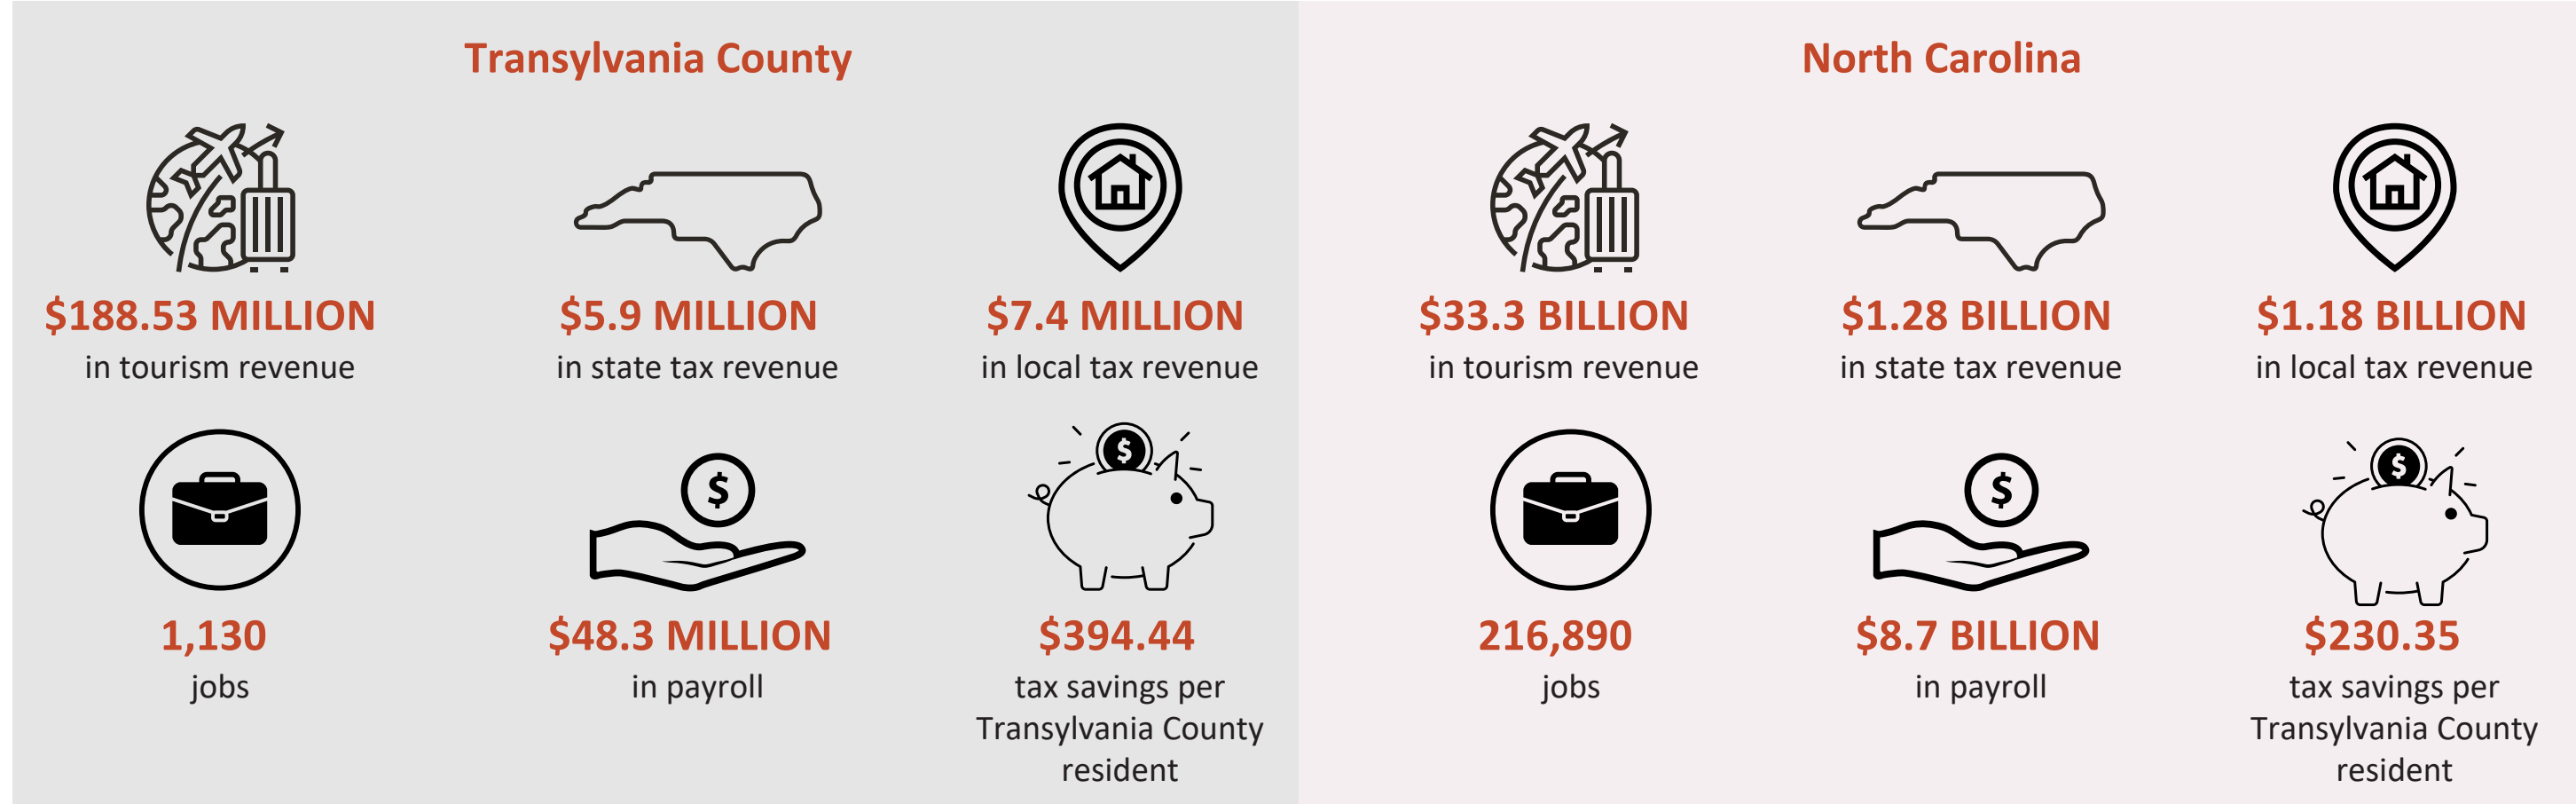 Transylvania County
$188.53 MILLION
in tourism revenue
$5.9 MILLION
in state tax revenue
$7.4 MILLION
in local tax revenue
$
$
1,130
jobs
$48.3 MILLION
in payroll
$394.44
tax savings per
Transylvania County
resident
North Carolina
$33.3 BILLION
in tourism revenue
$1.28 BILLION
in state tax revenue
$1.18 BILLION
in local tax revenue
$
$
216,890
jobs
$8.7 BILLION
in payroll
$230.35
tax savings per
Transylvania County
resident